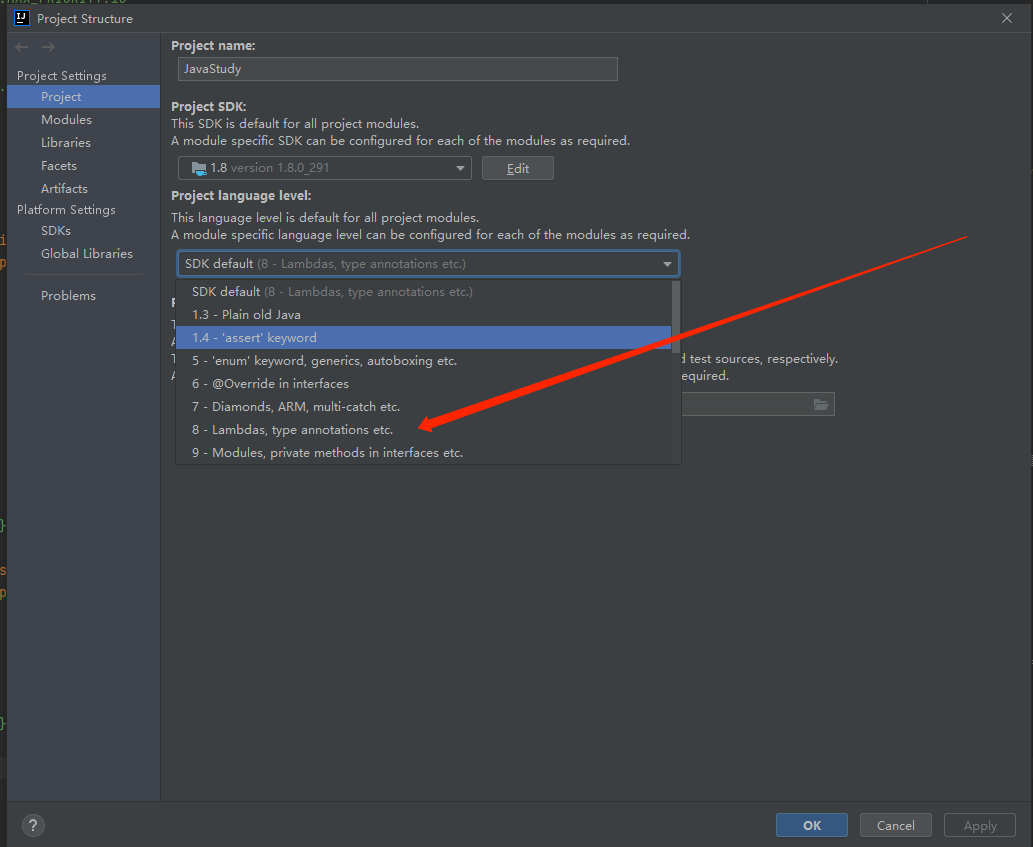 Project Structure
Project name:
JavaStudy
Project Settings
Project
Modules
Libraries
Facets
Artifacts
Platform Settings
SDKs
Global Libraries
Problems
Project SDK:
This SDK is default for all project modules.
A module specific SDK can be configured for each of the modules as required.
1.8 version 1.8.0_291
Edit
Project language level:
This language level is default for all project modules.
A module specific language level can be configured for each of the modules as required.
SDK default (8 - Lambdas, type annotations etc.)
SDK default (8 - Lambdas, type annotations etc.)
1.3 - Plain old Java
1.4 - 'assert' keyword
5 - 'enum' keyword, generics, autoboxing etc.
d test sources, respectively.
equired.
6 - @Override in interfaces
7 - Diamonds, ARM, multi-catch etc.
8 - Lambdas, type annotations etc.
9 - Modules, private methods in interfaces etc.
?
OK
Cancel
Apply